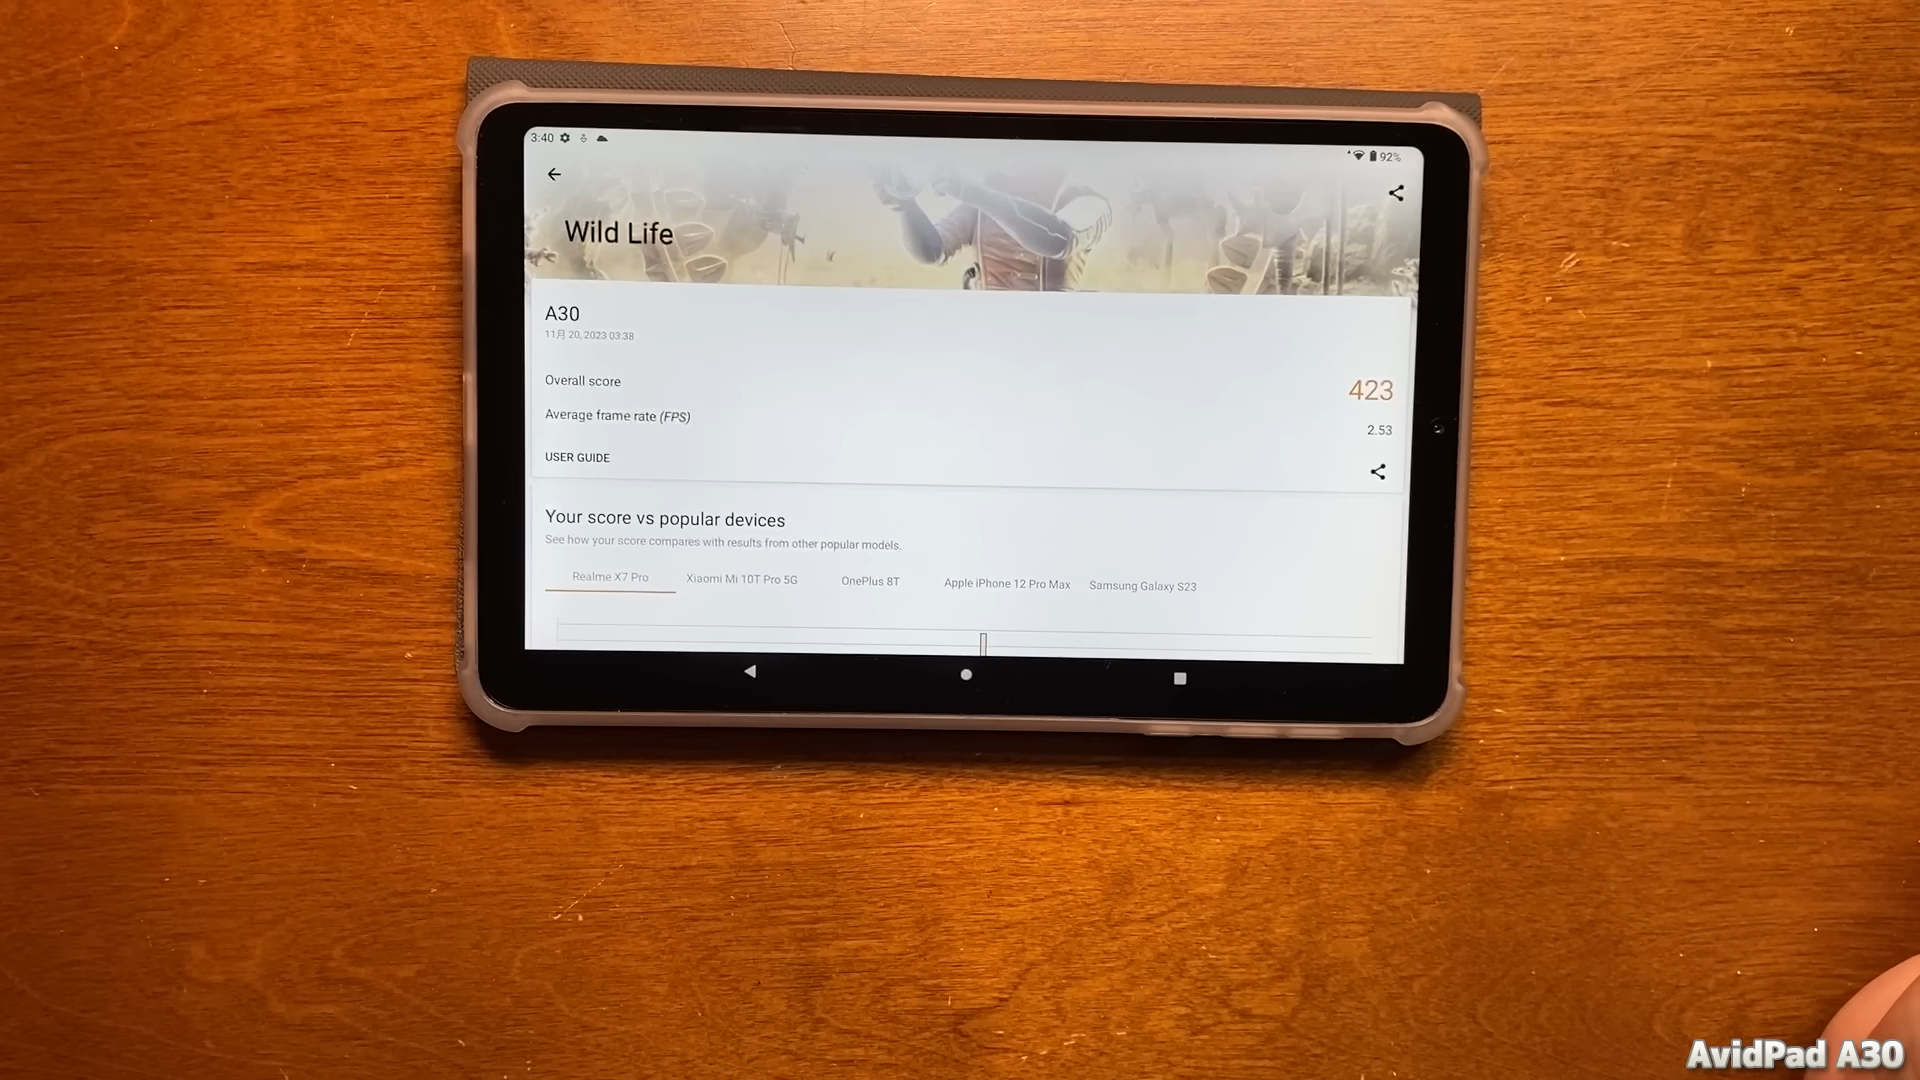 3:40
92%
Wild Life
A30
11月 20, 2023 03:38
Overall score
423
Average frame rate (FPS)
2.53
USER GUIDE
Your score vs popular devices
See how your score compares with results from other popular models.
Realme X7 Pro Xiaomi Mi 10T Pro 5G OnePlus 8T Apple iPhone 12 Pro Max Samsung Galaxy S23
AvidPad A30